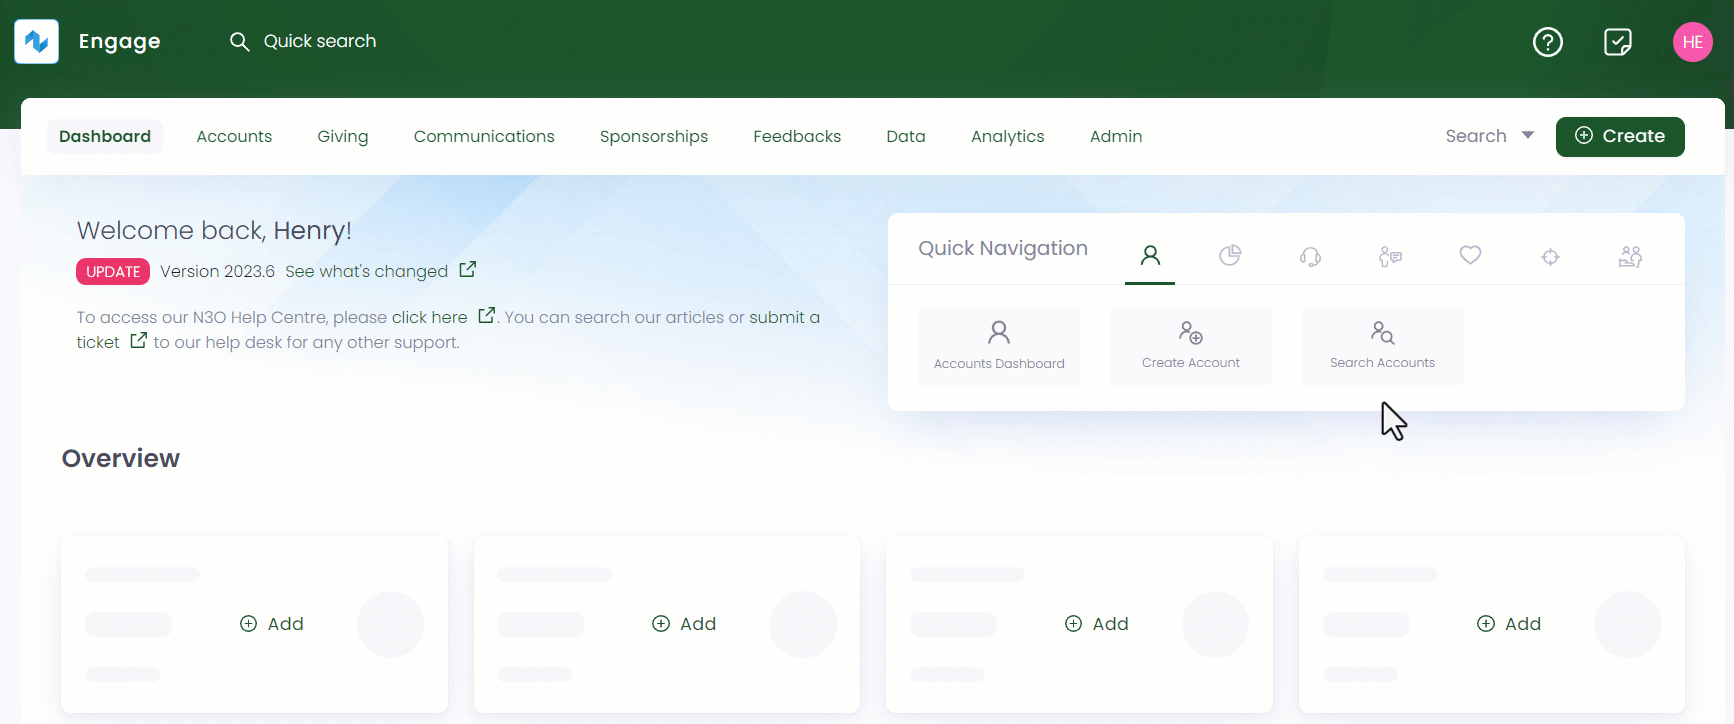 Engage
Quick search
HE
Dashboard Accounts Giving Communications Sponsorships Feedbacks Data Analytics Admin Search Create
Welcome back, Henry!
UPDATE Version 2023.6 See what's changed
To access our N3O Help Centre, please click here . You can search our articles or submit a
ticket to our help desk for any other support.
Quick Navigation
Accounts Dashboard
Create Account
Search Accounts
Overview
Add
Add
Add
Add